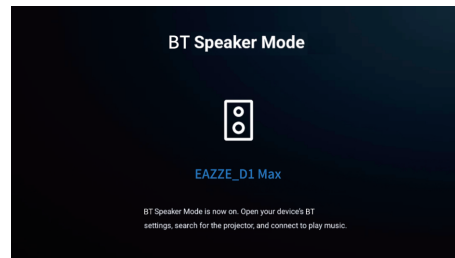 BT Speaker Mode
EAZZE_D1 Max
BT Speaker Mode is now on. Open your device's BT
settings, search for the projector, and connect to play music.